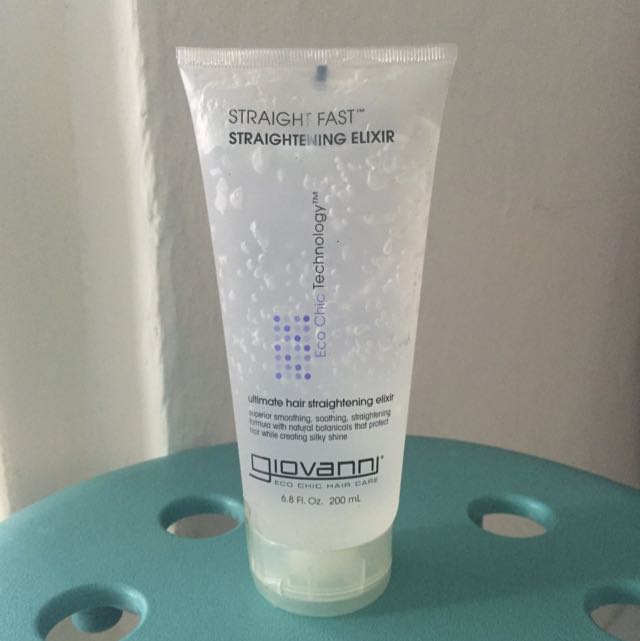 STRAIGHT FAST™
STRAIGHTENING ELIXIR
Eco Chic Technology™
ultimate hair straightening elixir
superior smoothing, soothing, straightening
formula with natural botanicals that protect
hair while creating silky shine
giovanni®
ECO CHIC HAIR CARE
6.8 Fl. Oz. 200 mL